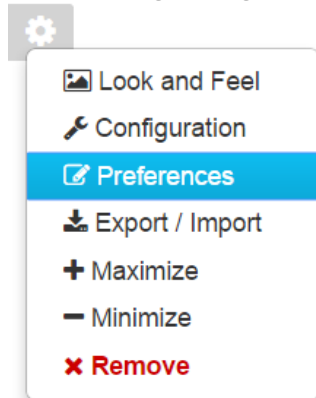 Look and Feel
Configuration
Preferences
Export / Import
Maximize
Minimize
Remove